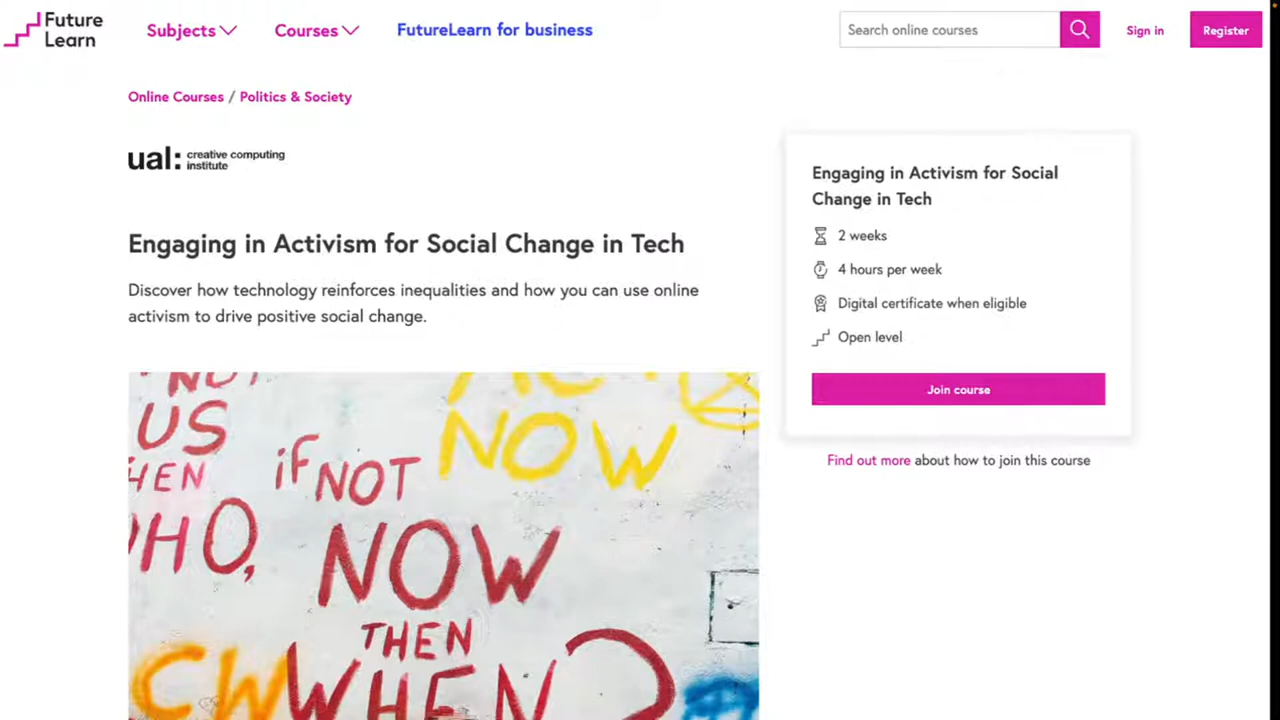 Future
Learn
Subjects
Courses
FutureLearn for business
Search online courses
Sign in
Register
Online Courses / Politics & Society
ual: creative computing
institute
Engaging in Activism for Social Change in Tech
Discover how technology reinforces inequalities and how you can use online
activism to drive positive social change.
Engaging in Activism for Social
Change in Tech
2 weeks
4 hours per week
Digital certificate when eligible
Open level
Join course
Find out more about how to join this course
US
NOW
iF NOT
NOW
THEN
WHEN?